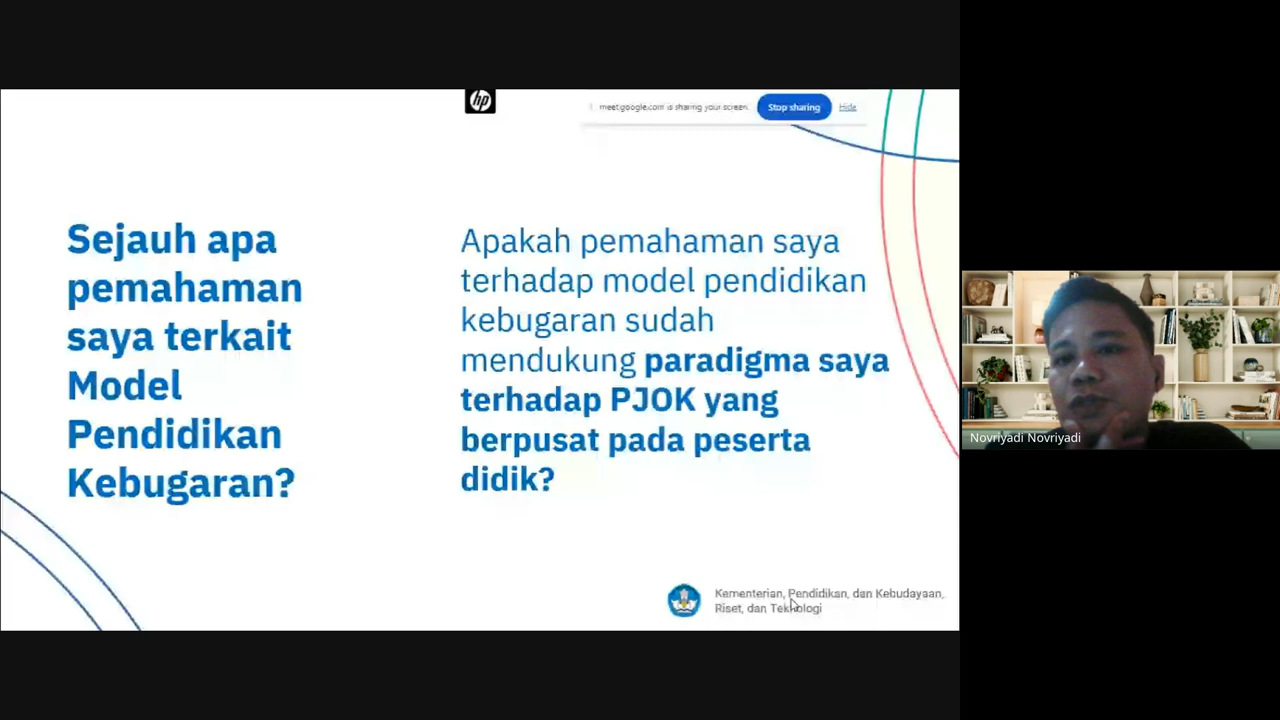 hp
meet.google.com is sharing your screen.
Stop sharing
Hide
Sejauh apa
pemahaman
saya terkait
Model
Pendidikan
Kebugaran?
Apakah pemahaman saya
terhadap model pendidikan
kebugaran sudah
mendukung paradigma saya
terhadap PJOK yang
berpusat pada peserta
didik?
Kementerian, Pendidikan, dan Kebudayaan,
Riset, dan Teknologi
Novriyadi Novriyadi